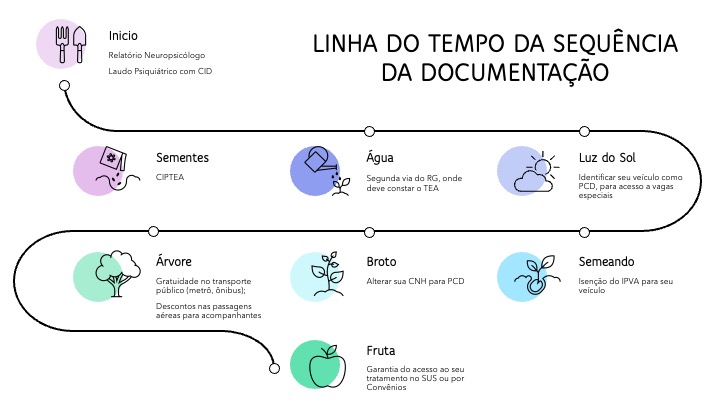 LINHA DO TEMPO DA SEQUÊNCIA
DA DOCUMENTAÇÃO
Inicio
Relatório Neuropsicólogo
Laudo Psiquiátrico com CID
Sementes
CIPTEA
Água
Segunda via do RG, onde
deve constar o TEA
Luz do Sol
Identificar seu veículo como
PCD, para acesso a vagas
especiais
Árvore
Gratuidade no transporte
público (metrô, ônibus);
Descontos nas passagens
aéreas para acompanhantes
Broto
Alterar sua CNH para PCD
Semeando
Isenção do IPVA para seu
veículo
Fruta
Garantia do acesso ao seu
tratamento no SUS ou por
Convênios